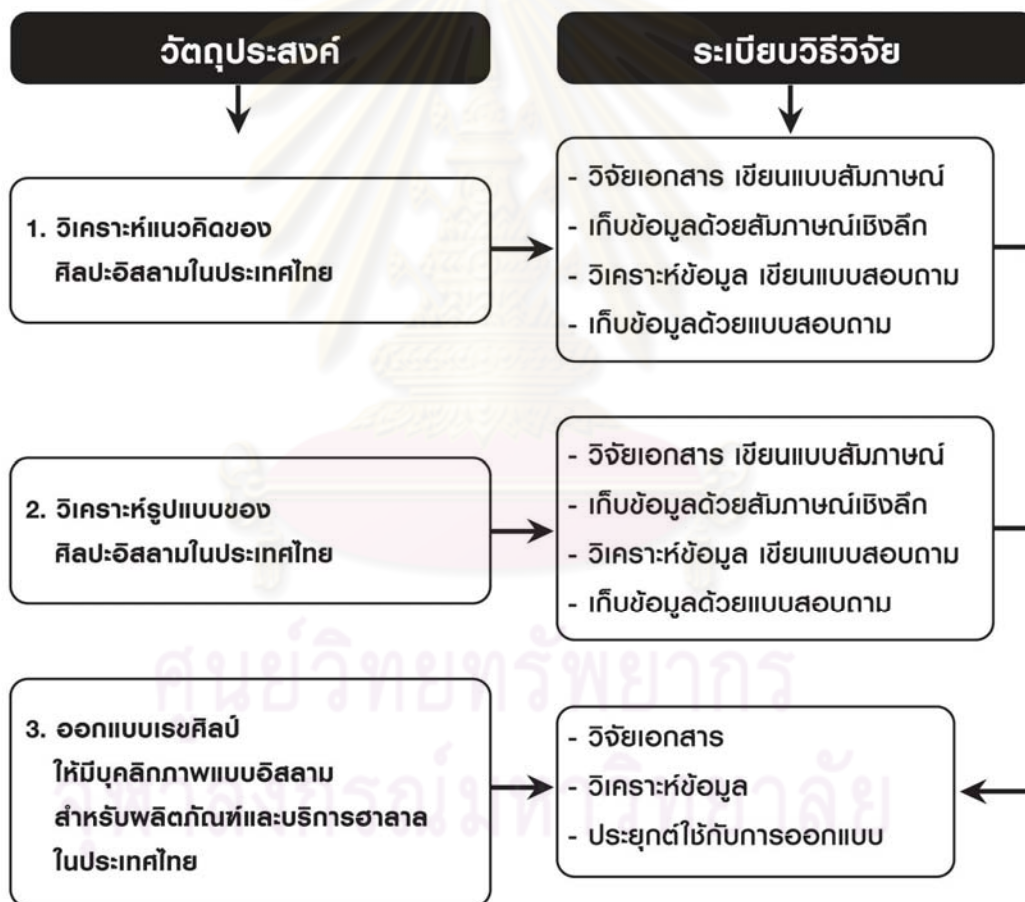 วัตถุประสงค์
ระเบียบวิธีวิจัย
1. วิเคราะห์แนวคิดของ
ศิลปะอิสลามในประเทศไทย
- วิจัยเอกสาร เขียนแบบสัมภาษณ์
- เก็บข้อมูลด้วยสัมภาษณ์เชิงลึก
- วิเคราะห์ข้อมูล เขียนแบบสอบถาม
- เก็บข้อมูลด้วยแบบสอบถาม
2. วิเคราะห์รูปแบบของ
ศิลปะอิสลามในประเทศไทย
- วิจัยเอกสาร เขียนแบบสัมภาษณ์
- เก็บข้อมูลด้วยสัมภาษณ์เชิงลึก
- วิเคราะห์ข้อมูล เขียนแบบสอบถาม
- เก็บข้อมูลด้วยแบบสอบถาม
3. ออกแบบเรขศิลป์
ให้มีบุคลิกภาพแบบอิสลาม
สำหรับผลิตภัณฑ์และบริการฮาลาล
ในประเทศไทย
- วิจัยเอกสาร
- วิเคราะห์ข้อมูล
- ประยุกต์ใช้กับการออกแบบ
ศูนย์วิทยทรัพยากร
จุฬาลงกรณ์มหาวิทยาลัย